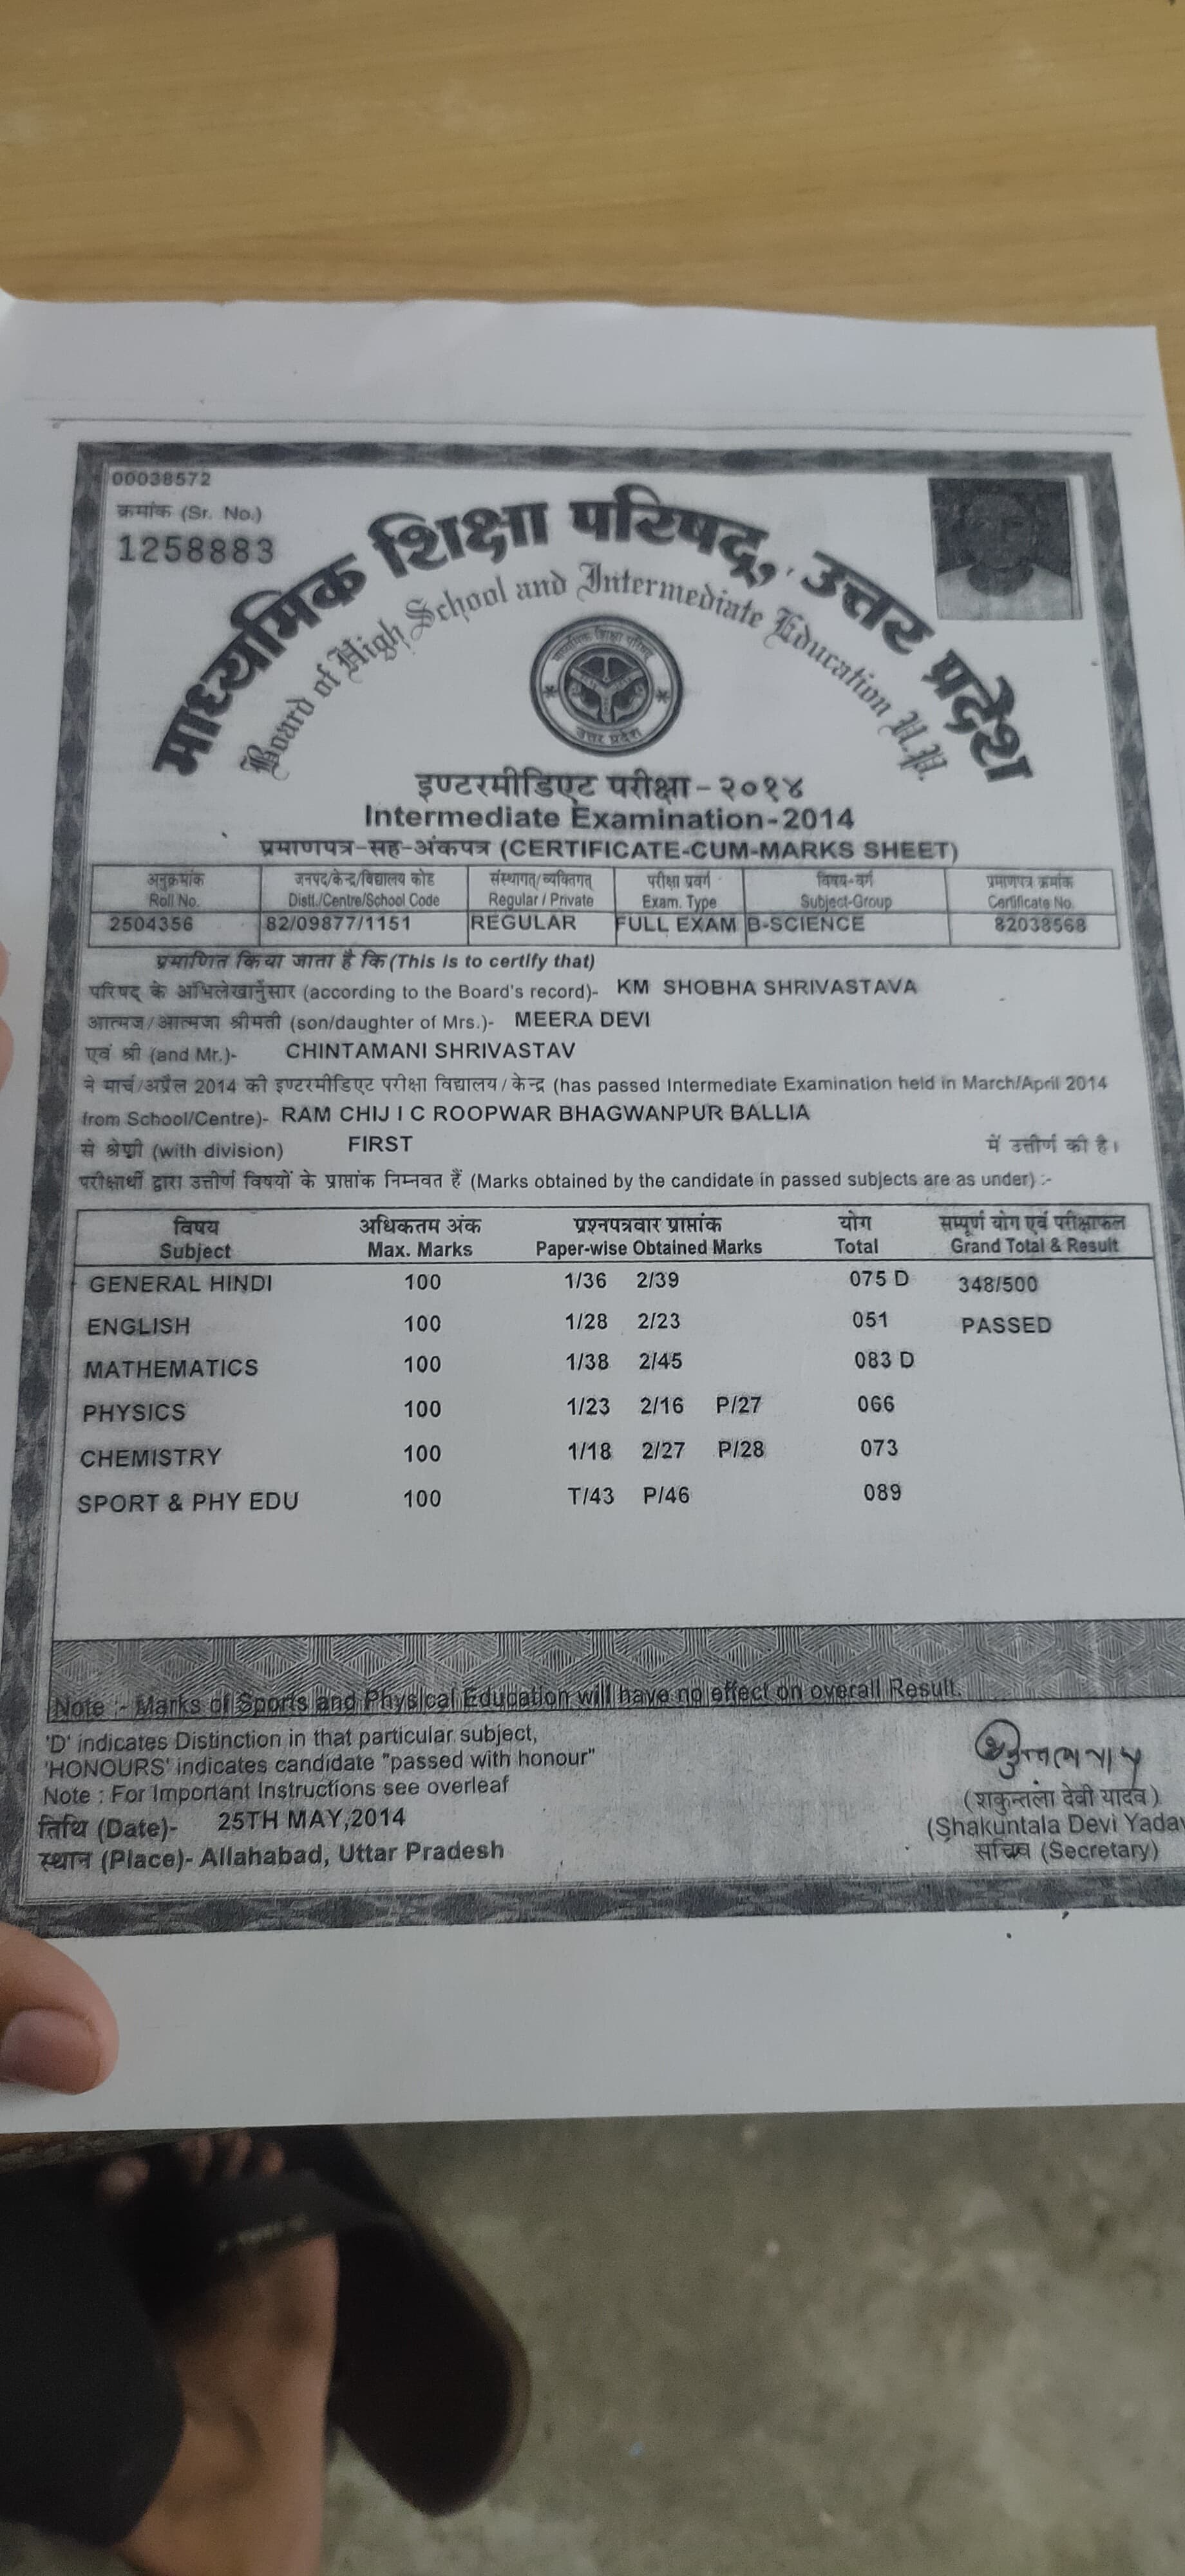 00038572
क्रमांक (Sr. No.)
1258883
माध्यमिक शिक्षा परिषद्, उत्तर प्रदेश
Board of High School and Intermediate Education U.P.
माध्यमिक शिक्षा परिषद्
उत्तर प्रदेश
इण्टरमीडिएट परीक्षा-२०१४
Intermediate Examination-2014
प्रमाणपत्र-सह-अंकपत्र (CERTIFICATE-CUM-MARKS SHEET)
अनुक्रमांक जनपद/केन्द्र/विद्यालय कोड संस्थागत/व्यक्तिगत परीक्षा प्रवर्ग विषय-वर्ग प्रमाणपत्र क्रमांक
Roll No. Distt./Centre/School Code Regular / Private Exam. Type Subject-Group Certificate No.
2504356 82/09877/1151 REGULAR FULL EXAM B-SCIENCE 82038568
प्रमाणित किया जाता है कि (This is to certify that)
परिषद् के अभिलेखानुसार (according to the Board's record)- KM SHOBHA SHRIVASTAVA
आत्मज/आत्मजा श्रीमती (son/daughter of Mrs.)- MEERA DEVI
एवं श्री (and Mr.)- CHINTAMANI SHRIVASTAV
ने मार्च/अप्रैल 2014 की इण्टरमीडिएट परीक्षा विद्यालय/केन्द्र (has passed Intermediate Examination held in March/April 2014
from School/Centre)- RAM CHIJ I C ROOPWAR BHAGWANPUR BALLIA
से श्रेणी (with division) FIRST में उत्तीर्ण की है।
परीक्षार्थी द्वारा उत्तीर्ण विषयों के प्राप्तांक निम्नवत हैं (Marks obtained by the candidate in passed subjects are as under) :-
विषय अधिकतम अंक प्रश्नपत्रवार प्राप्तांक योग सम्पूर्ण योग एवं परीक्षाफल
Subject Max. Marks Paper-wise Obtained Marks Total Grand Total & Result
GENERAL HINDI 100 1/36 2/39 075 D 348/500
ENGLISH 100 1/28 2/23 051 PASSED
MATHEMATICS 100 1/38 2/45 083 D
PHYSICS 100 1/23 2/16 P/27 066
CHEMISTRY 100 1/18 2/27 P/28 073
SPORT & PHY EDU 100 T/43 P/46 089
Note :- Marks of Sports and Physical Education will have no effect on overall Result.
'D' indicates Distinction in that particular subject,
'HONOURS' indicates candidate "passed with honour"
Note : For Important Instructions see overleaf
तिथि (Date)- 25TH MAY,2014
स्थान (Place)- Allahabad, Uttar Pradesh
(शकुन्तला देवी यादव)
(Shakuntala Devi Yadav
सचिव (Secretary)